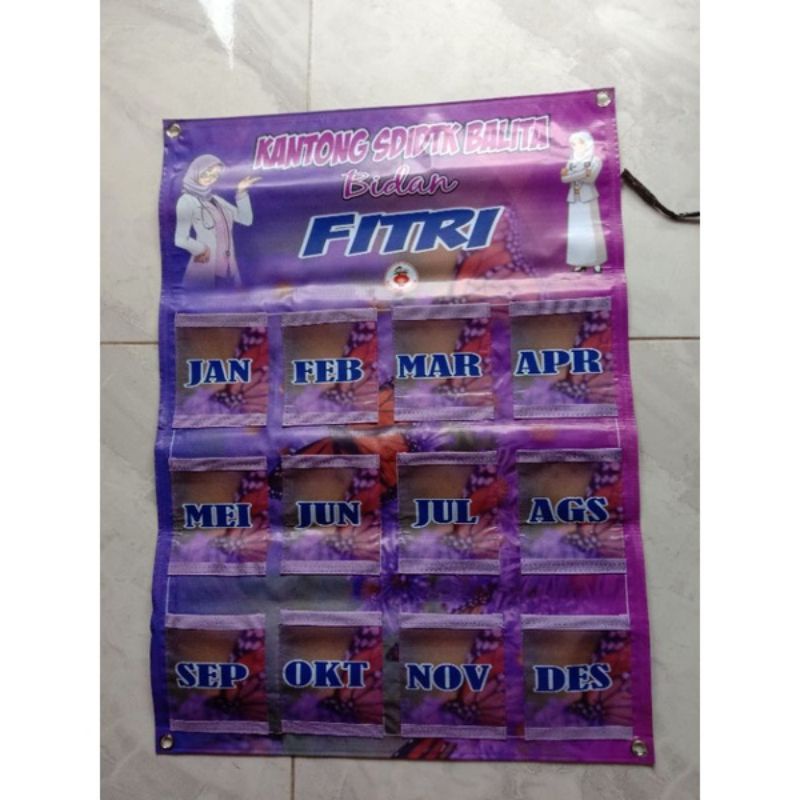 KANTONG SDIDTK BALITA
Bidan
FITRI
JAN FEB MAR APR
MEI JUN JUL AGS
SEP OKT NOV DES